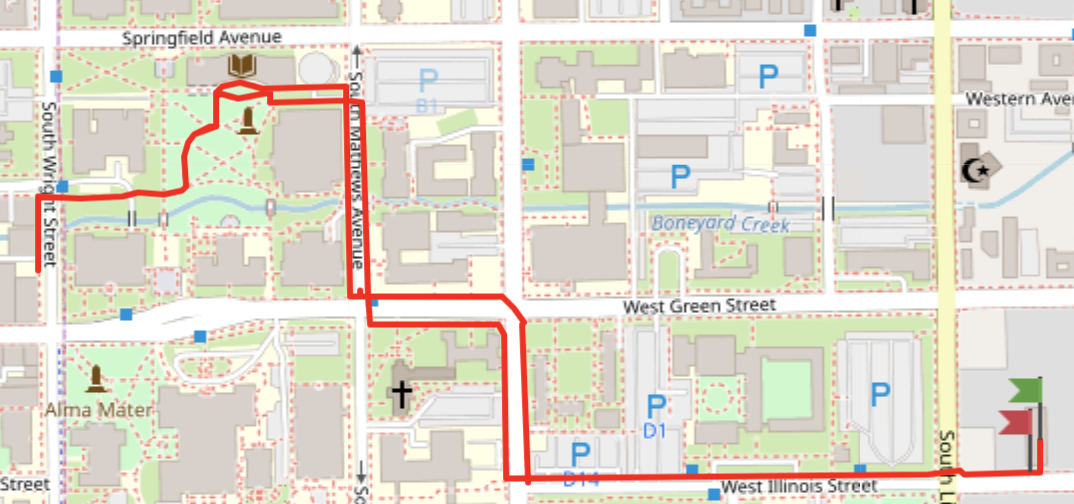 Springfield Avenue
P
B1
P
Western Ave
South Wright Street
South Mathews Avenue
P
Boneyard Creek
West Green Street
Alma Mater
P
D1
P
P
D14
Street
West Illinois Street
South L
So